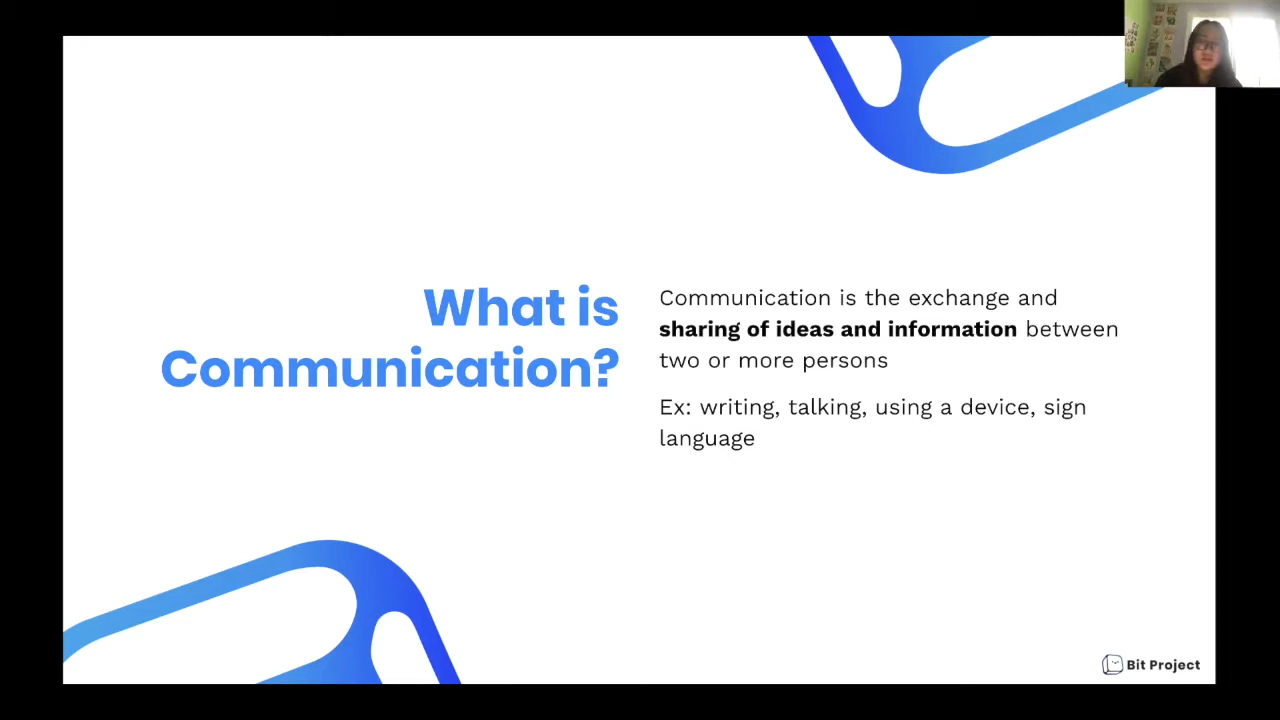 What is
Communication?
Communication is the exchange and
sharing of ideas and information between
two or more persons
Ex: writing, talking, using a device, sign
language
Bit Project